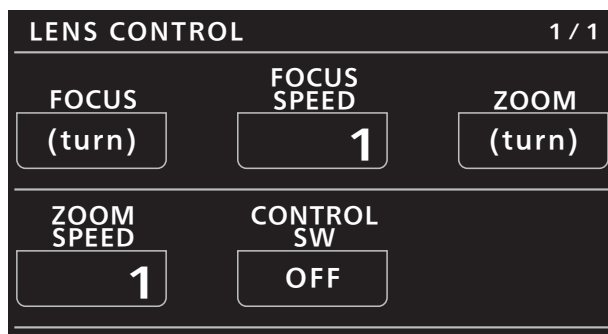 LENS CONTROL 1 / 1
FOCUS FOCUS SPEED ZOOM
(turn) 1 (turn)
ZOOM SPEED CONTROL SW
1 OFF